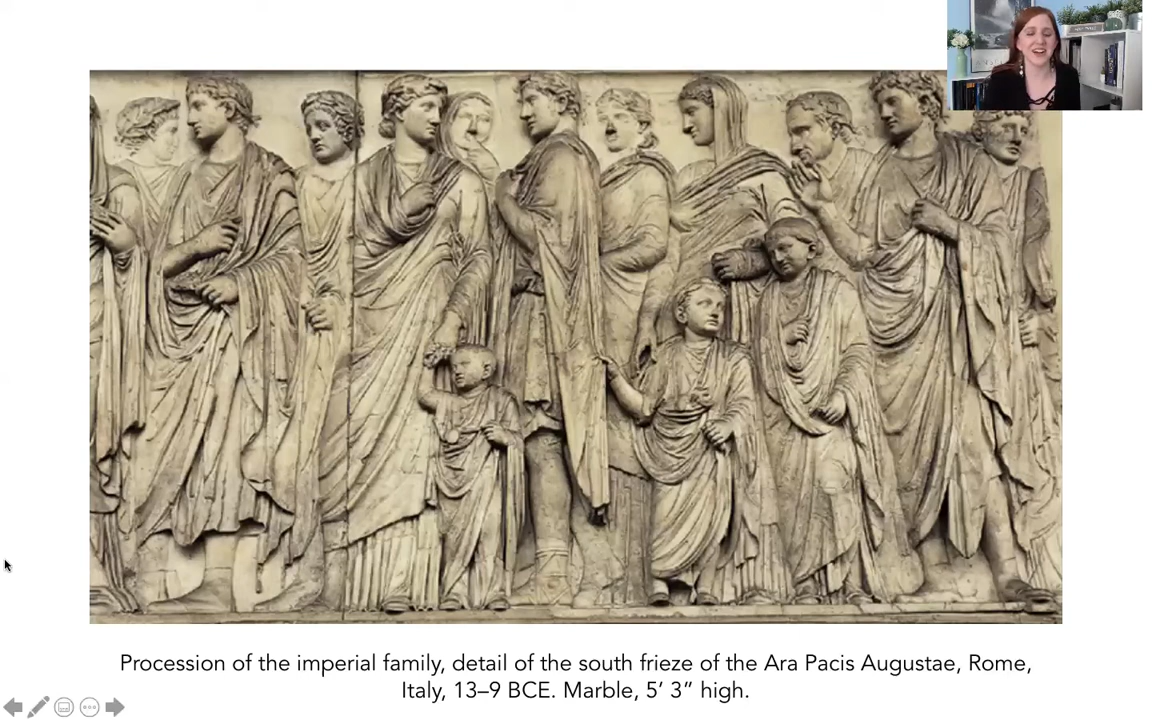 Procession of the imperial family, detail of the south frieze of the Ara Pacis Augustae, Rome,
Italy, 13–9 BCE. Marble, 5’ 3” high.